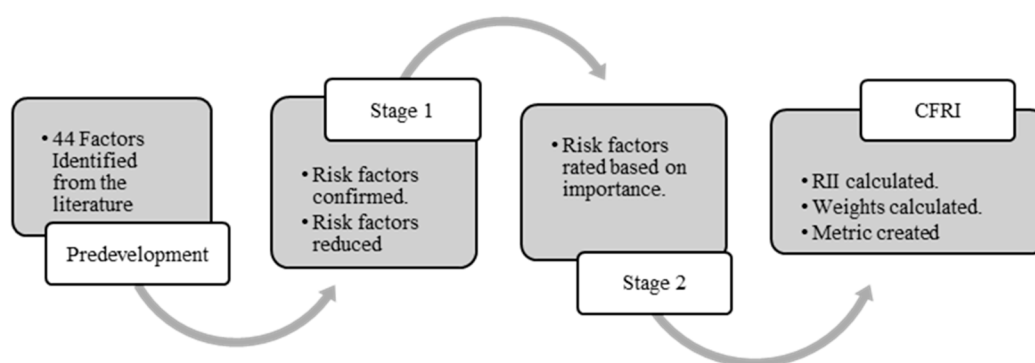 • 44 Factors
Identified
from the
literature
Predevelopment
Stage 1
• Risk factors
confirmed.
• Risk factors
reduced
• Risk factors
rated based on
importance.
Stage 2
CFRI
• RII calculated.
• Weights calculated.
• Metric created